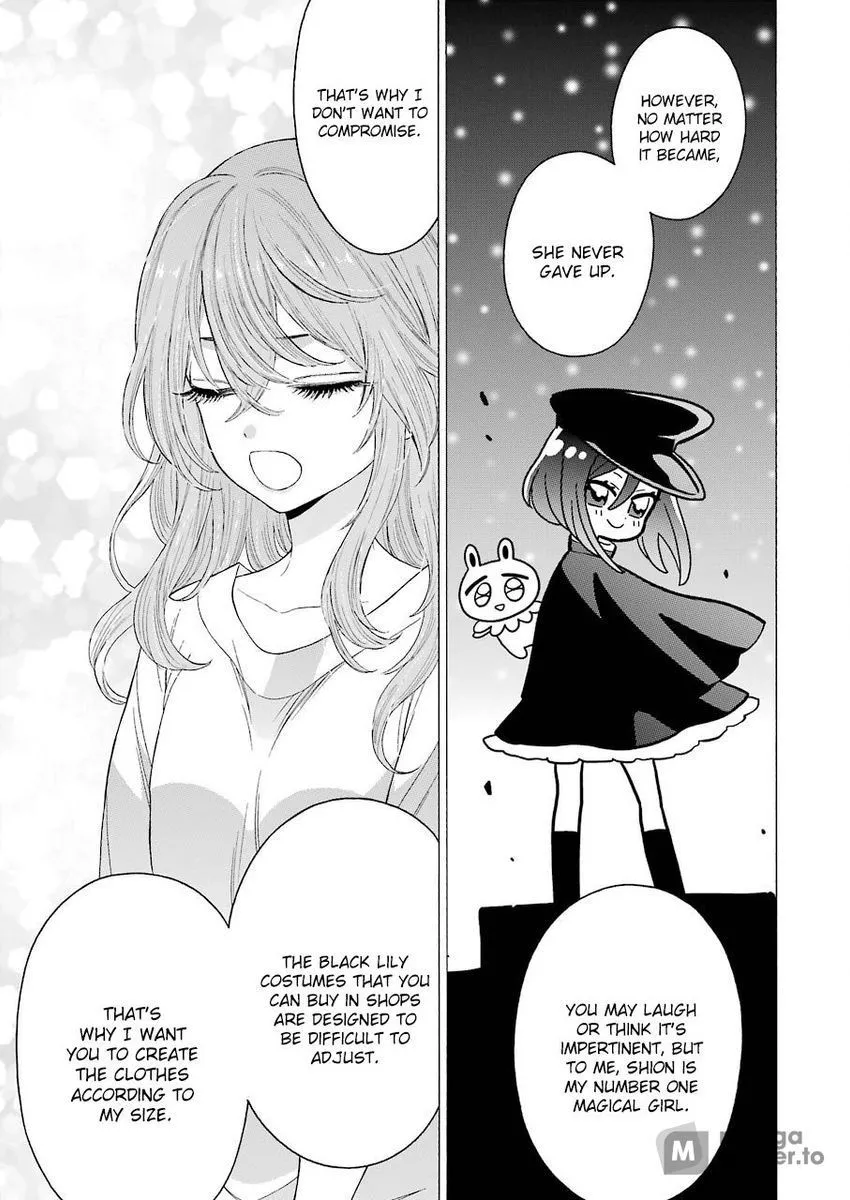 HOWEVER,
NO MATTER
HOW HARD
IT BECAME,
SHE NEVER
GAVE UP.
YOU MAY LAUGH
OR THINK IT'S
IMPERTINENT, BUT
TO ME, SHION IS
MY NUMBER ONE
MAGICAL GIRL.
THAT'S WHY I
DON'T WANT TO
COMPROMISE.
THE BLACK LILY
COSTUMES THAT YOU
CAN BUY IN SHOPS
ARE DESIGNED TO
BE DIFFICULT TO
ADJUST.
THAT'S
WHY I WANT
YOU TO CREATE
THE CLOTHES
ACCORDING TO
MY SIZE.
M